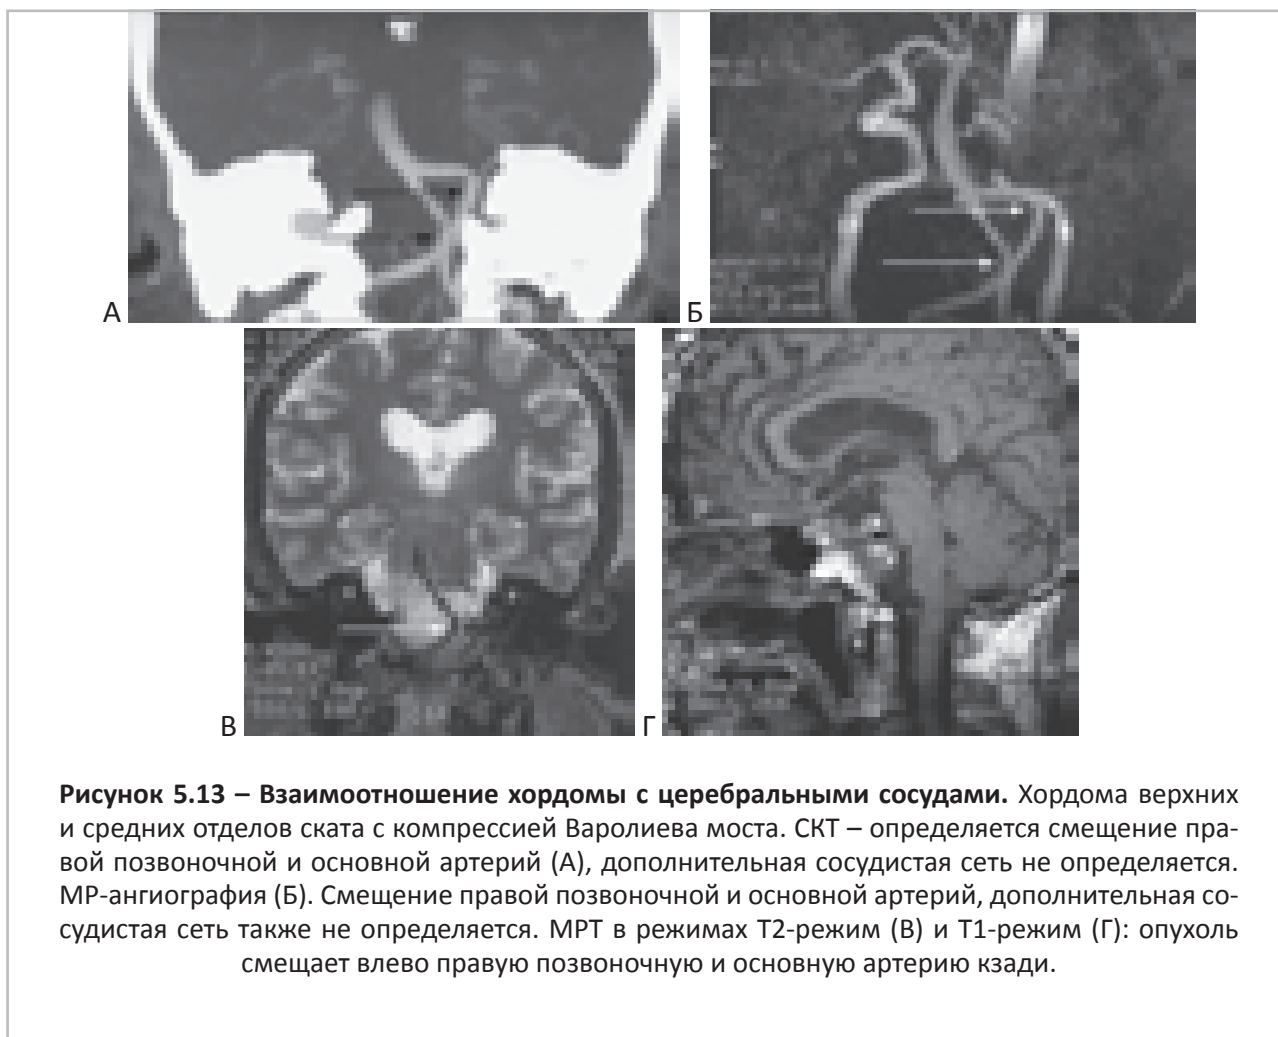 А
Б
В
Г
Рисунок 5.13 – Взаимоотношение хордомы с церебральными сосудами. Хордома верхних
и средних отделов ската с компрессией Варолиева моста. СКТ – определяется смещение пра-
вой позвоночной и основной артерий (А), дополнительная сосудистая сеть не определяется.
МР-ангиография (Б). Смещение правой позвоночной и основной артерий, дополнительная со-
судистая сеть также не определяется. МРТ в режимах Т2-режим (В) и Т1-режим (Г): опухоль
смещает влево правую позвоночную и основную артерию кзади.